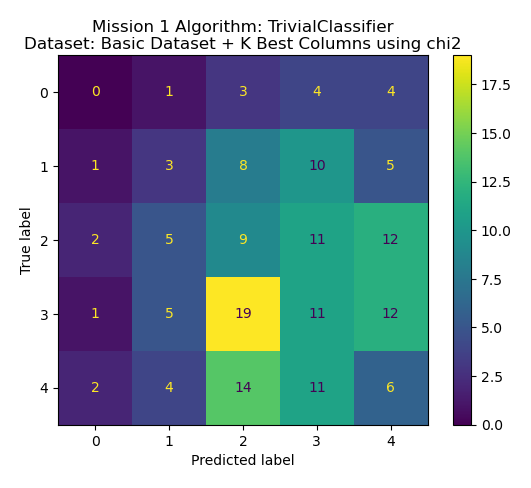 Mission 1 Algorithm: TrivialClassifier
Dataset: Basic Dataset + K Best Columns using chi2
0 0 1 3 4 4
1 1 3 8 10 5
2 2 5 9 11 12
3 1 5 19 11 12
4 2 4 14 11 6
0 1 2 3 4
True label
Predicted label
17.5
15.0
12.5
10.0
7.5
5.0
2.5
0.0